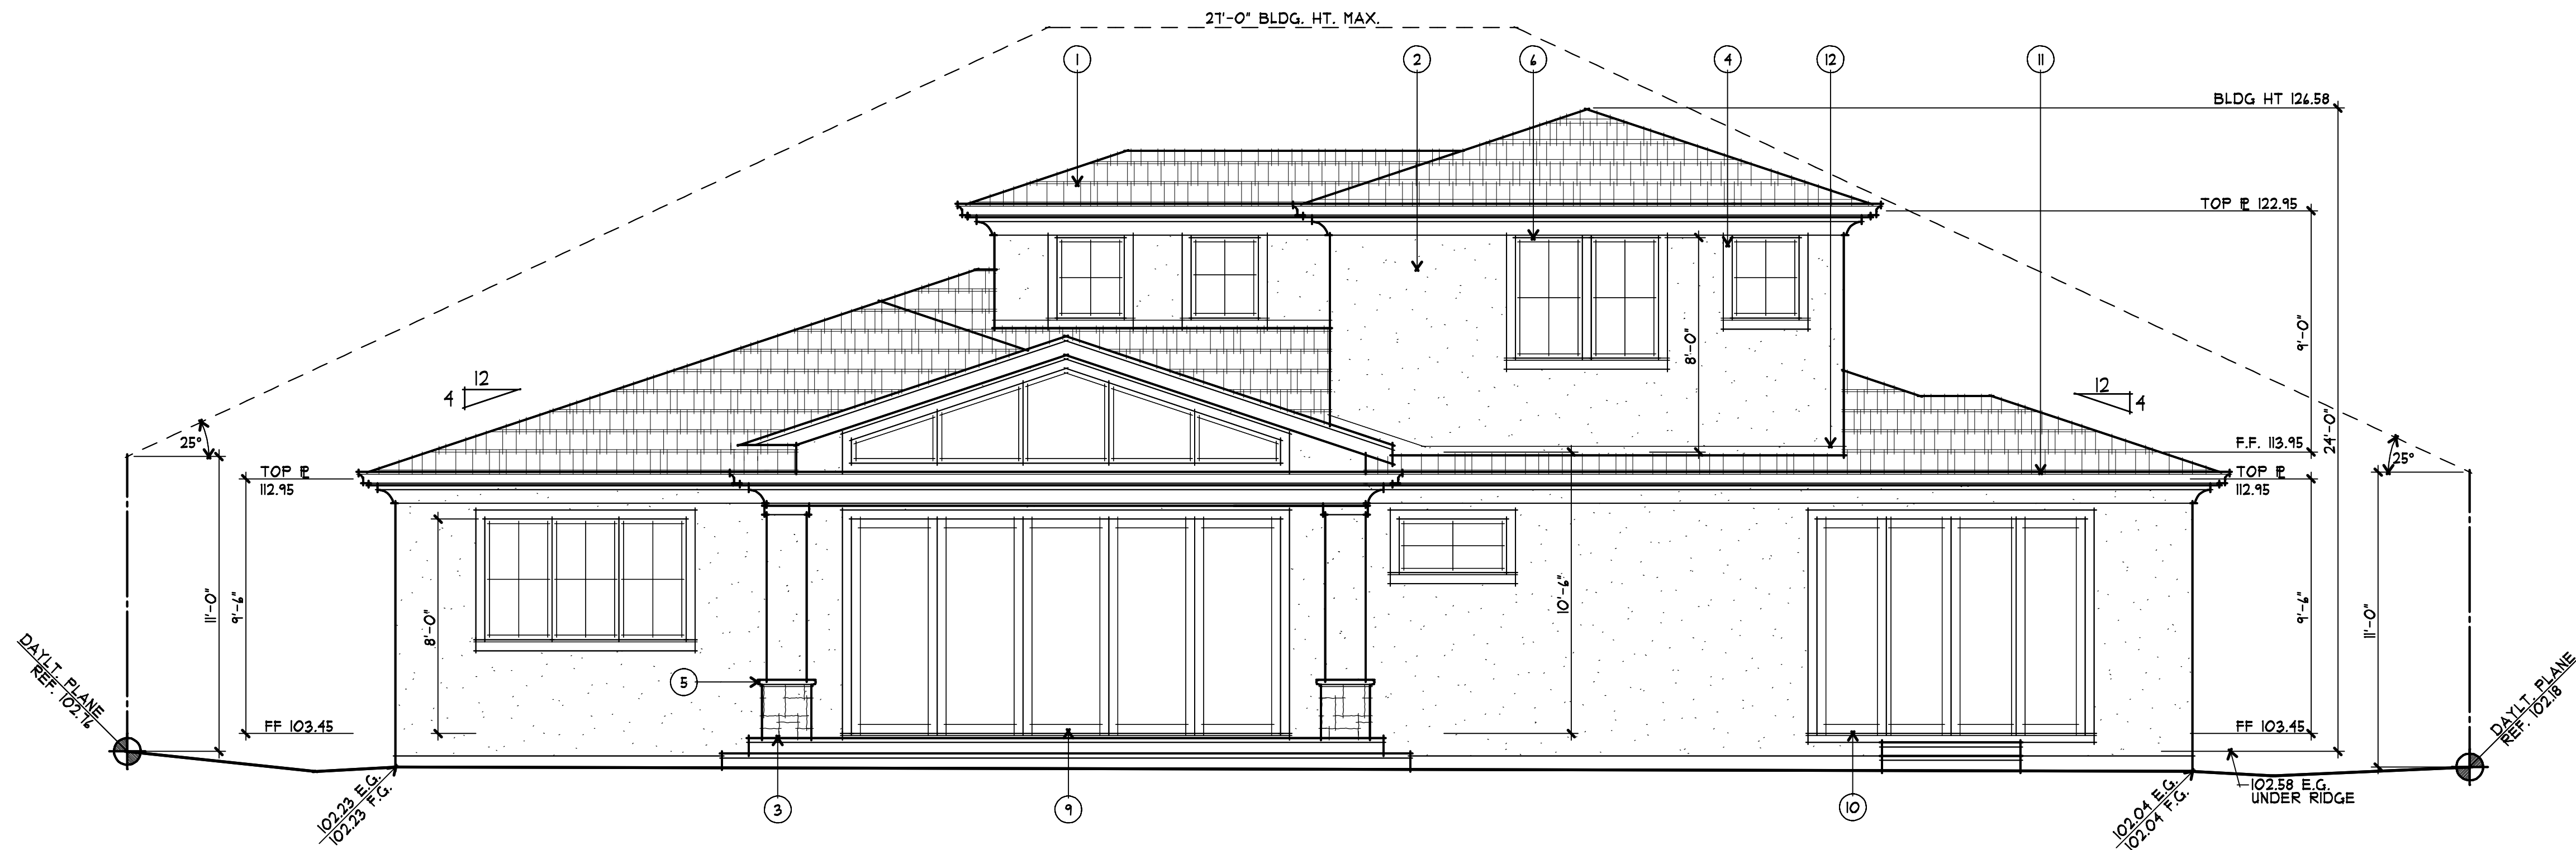 27'-0" BLDG. HT. MAX.
1
2
6
4
12
11
BLDG HT 126.58
TOP PL 122.95
8'-0"
9'-0"
24'-0"
12
4
12
4
25°
25°
F.F. 113.95
TOP PL
112.95
TOP PL
112.95
11'-0"
9'-6"
8'-0"
10'-6"
9'-6"
11'-0"
5
FF 103.45
FF 103.45
DAYLT. PLANE
REF. 102.76
DAYLT. PLANE
REF. 102.18
102.23 E.G.
102.23 F.G.
3
9
10
102.04 E.G.
102.04 F.G.
102.58 E.G.
UNDER RIDGE